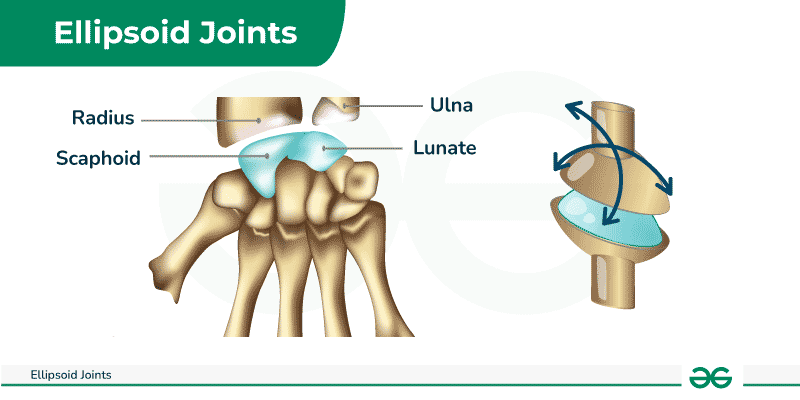 Ellipsoid Joints
Radius
Ulna
Scaphoid
Lunate
Ellipsoid Joints